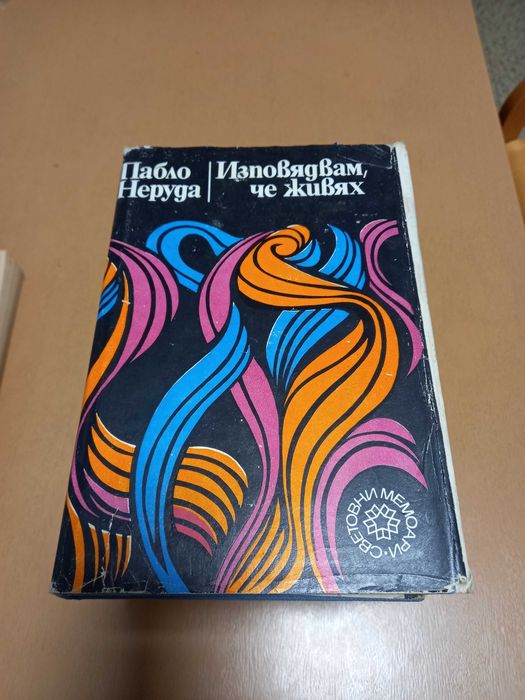 Пабло
Неруда
Изповядвам,
че живях
СВЕТОВНИ МЕМОАРИ